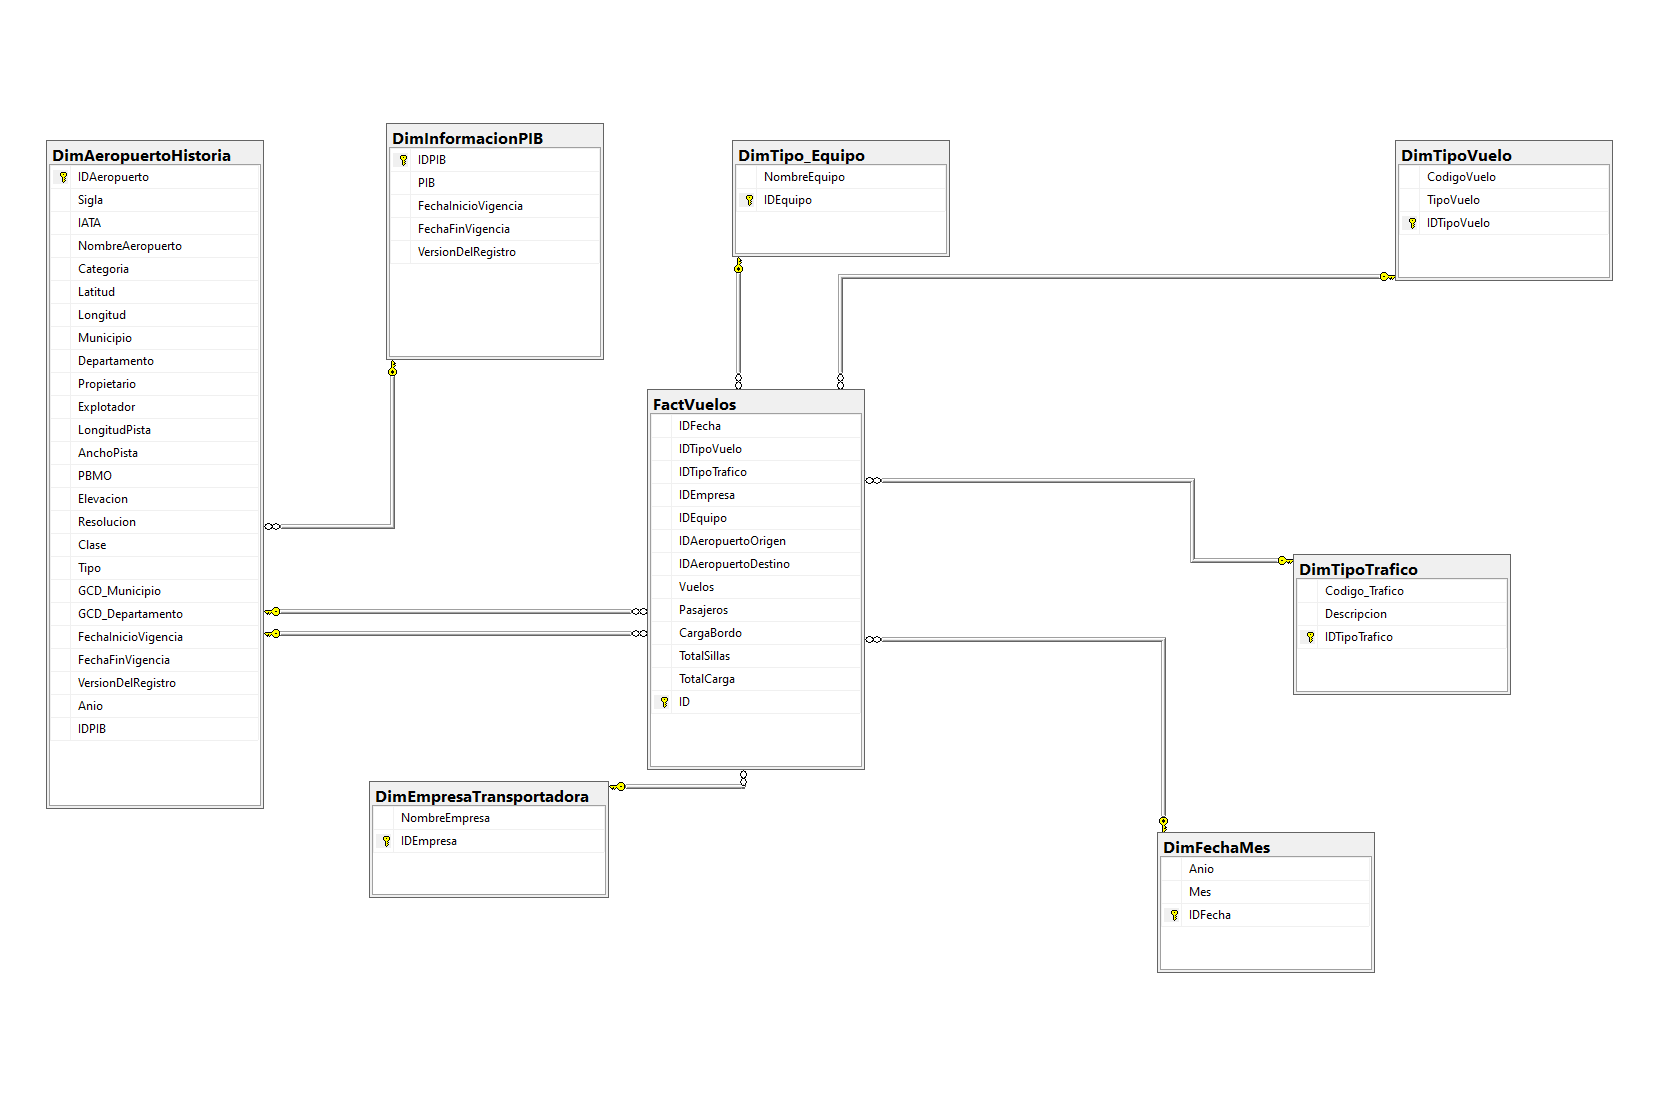 DimAeropuertoHistoria
IDAeropuerto
Sigla
IATA
NombreAeropuerto
Categoria
Latitud
Longitud
Municipio
Departamento
Propietario
Explotador
LongitudPista
AnchoPista
PBMO
Elevacion
Resolucion
Clase
Tipo
GCD_Municipio
GCD_Departamento
FechaInicioVigencia
FechaFinVigencia
VersionDelRegistro
Anio
IDPIB
DimInformacionPIB
IDPIB
PIB
FechaInicioVigencia
FechaFinVigencia
VersionDelRegistro
DimTipo_Equipo
NombreEquipo
IDEquipo
DimTipoVuelo
CodigoVuelo
TipoVuelo
IDTipoVuelo
FactVuelos
IDFecha
IDTipoVuelo
IDTipoTrafico
IDEmpresa
IDEquipo
IDAeropuertoOrigen
IDAeropuertoDestino
Vuelos
Pasajeros
CargaBordo
TotalSillas
TotalCarga
ID
DimTipoTrafico
Codigo_Trafico
Descripcion
IDTipoTrafico
DimEmpresaTransportadora
NombreEmpresa
IDEmpresa
DimFechaMes
Anio
Mes
IDFecha